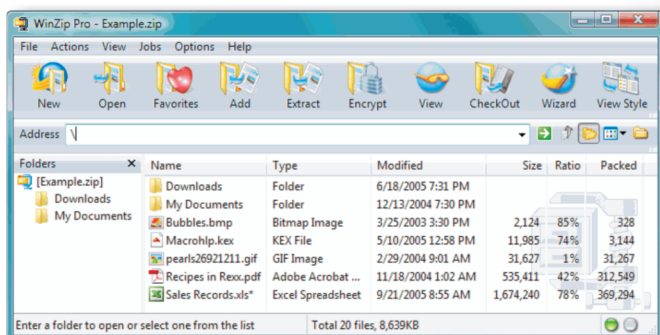 WinZip Pro - Example.zip
File Actions View Jobs Options Help
New Open Favorites Add Extract Encrypt View CheckOut Wizard View Style
Address \
Folders x Name Type Modified Size Ratio Packed
[Example.zip] Downloads Folder 6/18/2005 7:31 PM
Downloads My Documents Folder 12/13/2004 7:30 PM
My Documents Bubbles.bmp Bitmap Image 3/25/2003 3:30 PM 2,124 85% 328
Macrohlp.kex KEX File 5/10/2005 12:58 PM 11,985 74% 3,144
pearls26921211.gif GIF Image 2/29/2004 9:01 AM 31,627 1% 31,267
Recipes in Rexx.pdf Adobe Acrobat ... 11/18/2004 1:02 AM 535,411 42% 312,549
Sales Records.xls* Excel Spreadsheet 9/21/2005 8:55 AM 1,674,240 78% 369,294
Enter a folder to open or select one from the list Total 20 files, 8,639KB